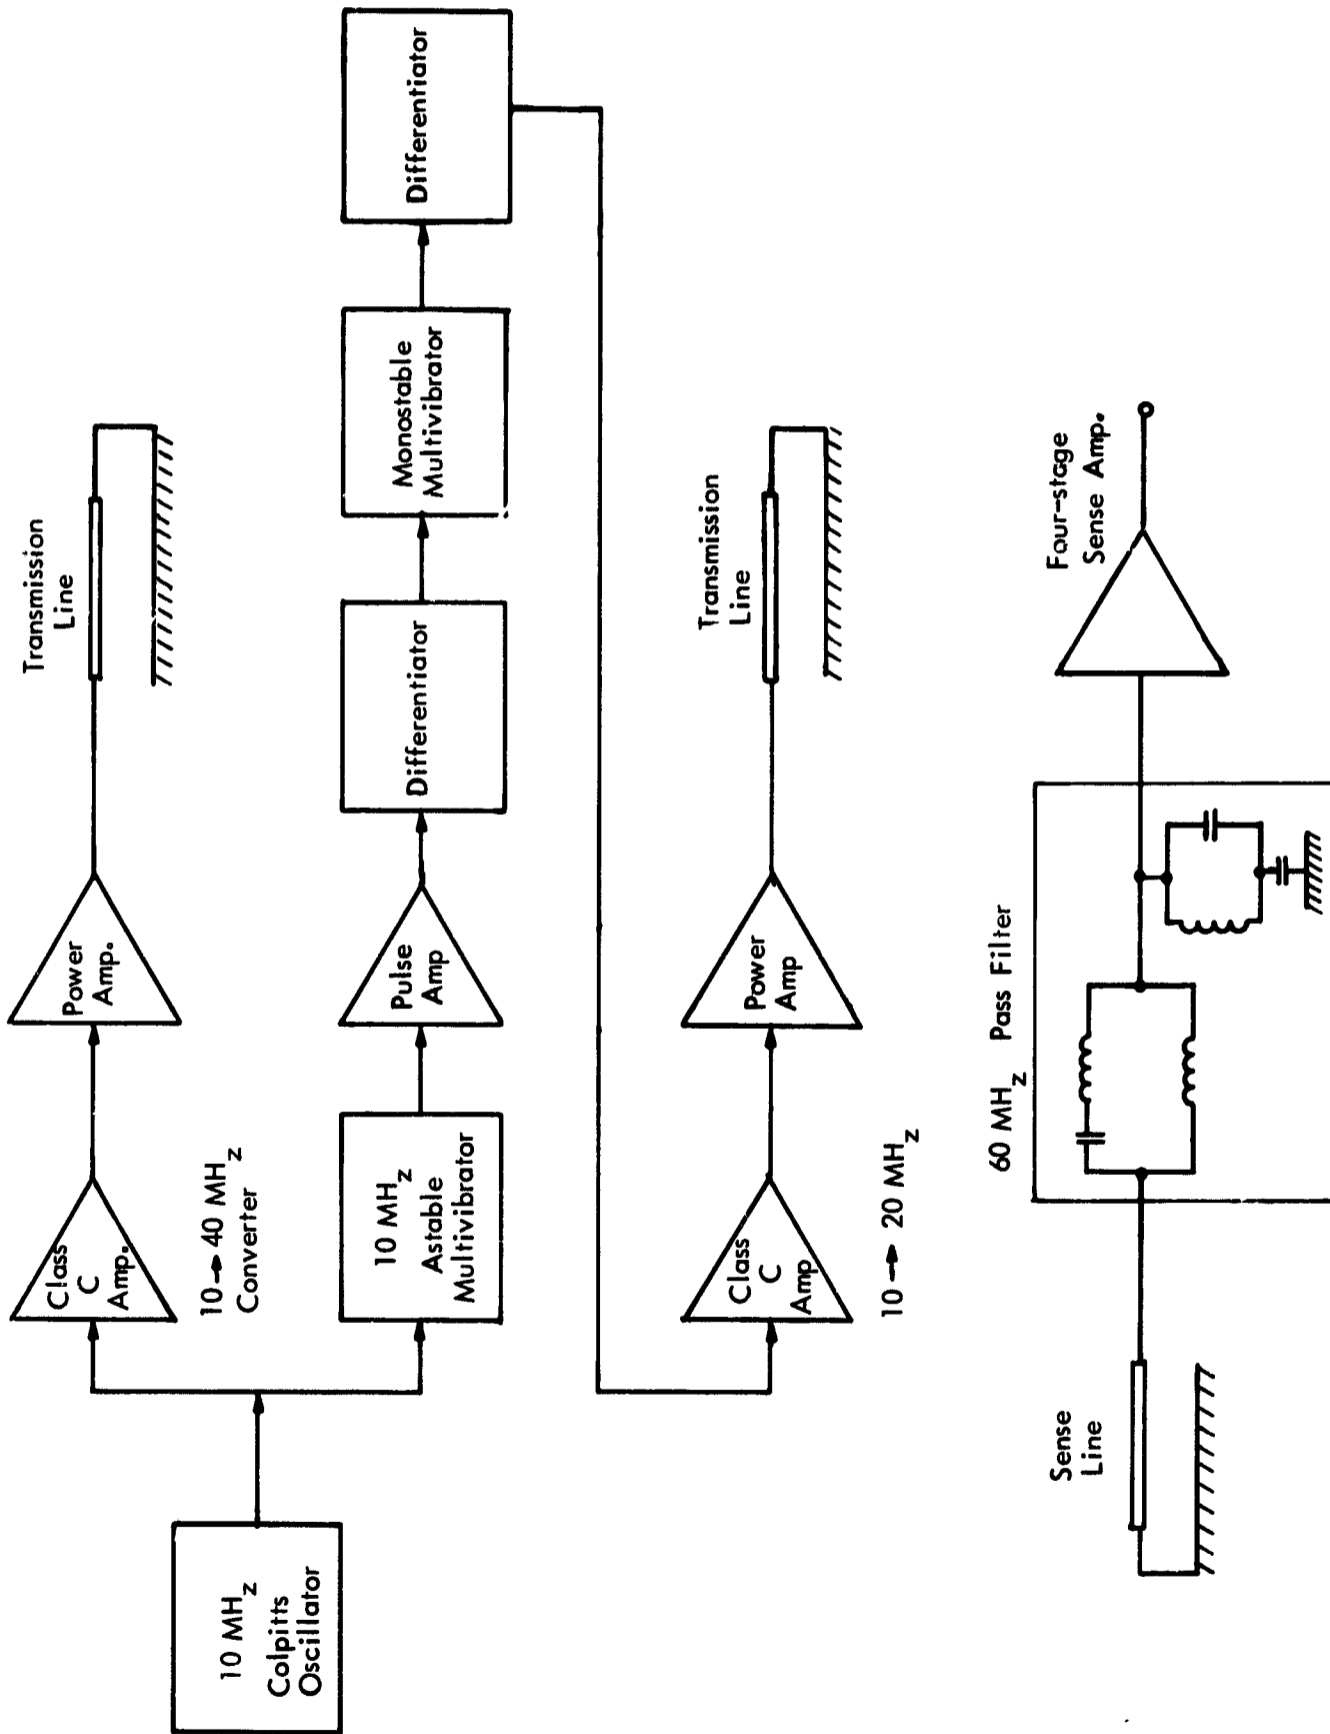 10 MHz
Colpitts
Oscillator
Class
C
Amp.
10→40 MHz
Converter
Power
Amp.
Transmission
Line
10 MHz
Astable
Multivibrator
Pulse
Amp
Differentiator
Monostable
Multivibrator
Differentiator
Class
C
Amp
10→20 MHz
Power
Amp
Transmission
Line
Sense
Line
60 MHz Pass Filter
Four-stage
Sense Amp.